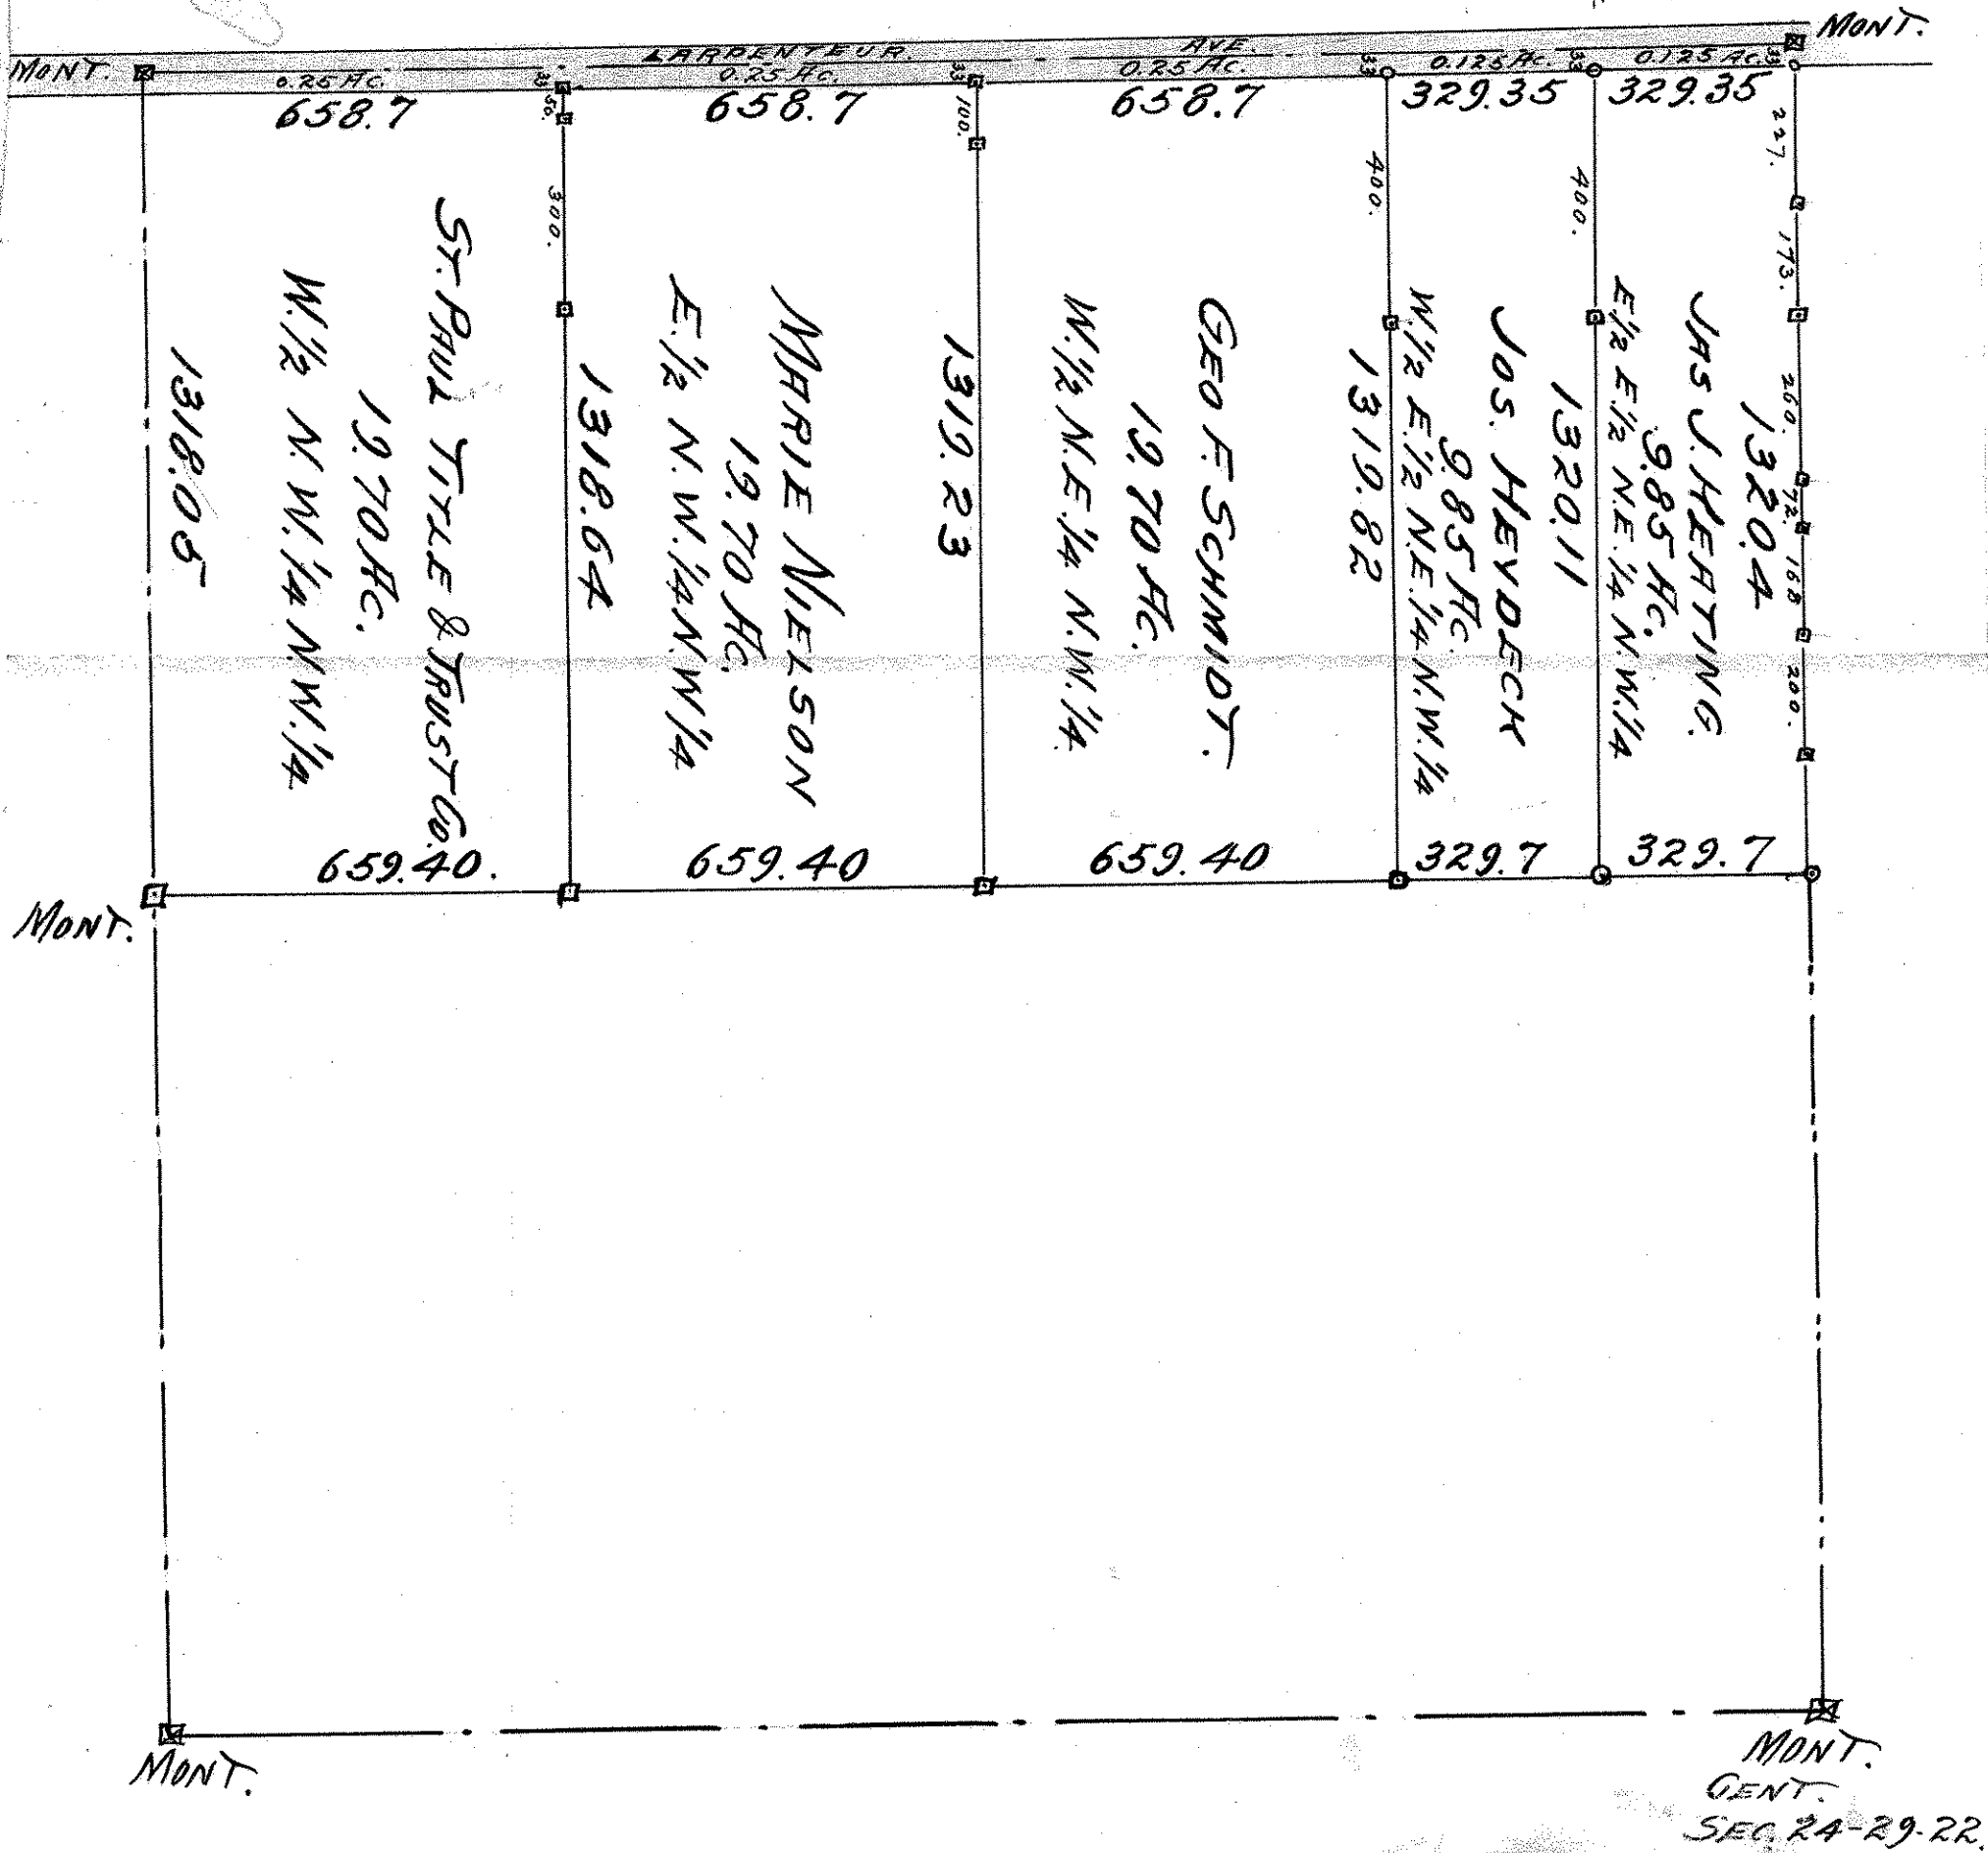 MONT.
LARPENTEUR.
AVE.
MONT.
0.25 Ac.
0.25 Ac.
0.25 Ac.
0.125 Ac.
0.125 Ac.
33
33
33
33
33
658.7
658.7
658.7
329.35
329.35
50.
300.
100.
400.
400.
227.
173.
260.
72.
168
200.
1318.05
W.1/2 N.W.1/4 N.W.1/4
19.70 Ac.
ST. PAUL TITLE & TRUST CO.
1318.64
E.1/2 N.W.1/4 N.W 1/4
19.70 Ac.
MARIE NIELSON
1319.23
W.1/2 N.E.1/4 N.W.1/4
19.70 Ac.
GEO F. SCHMIDT.
1319.82
W.1/2 E.1/2 N.E.1/4 N.W.1/4
9.85 Ac.
JOS. HEVDECK
1320.11
E.1/2 E.1/2 N.E.1/4 N.W.1/4
9.85 Ac.
JAS J. KEATING.
1320.4
659.40.
659.40
659.40
329.7
329.7
MONT.
MONT.
MONT.
CENT.
SEC. 24-29-22.